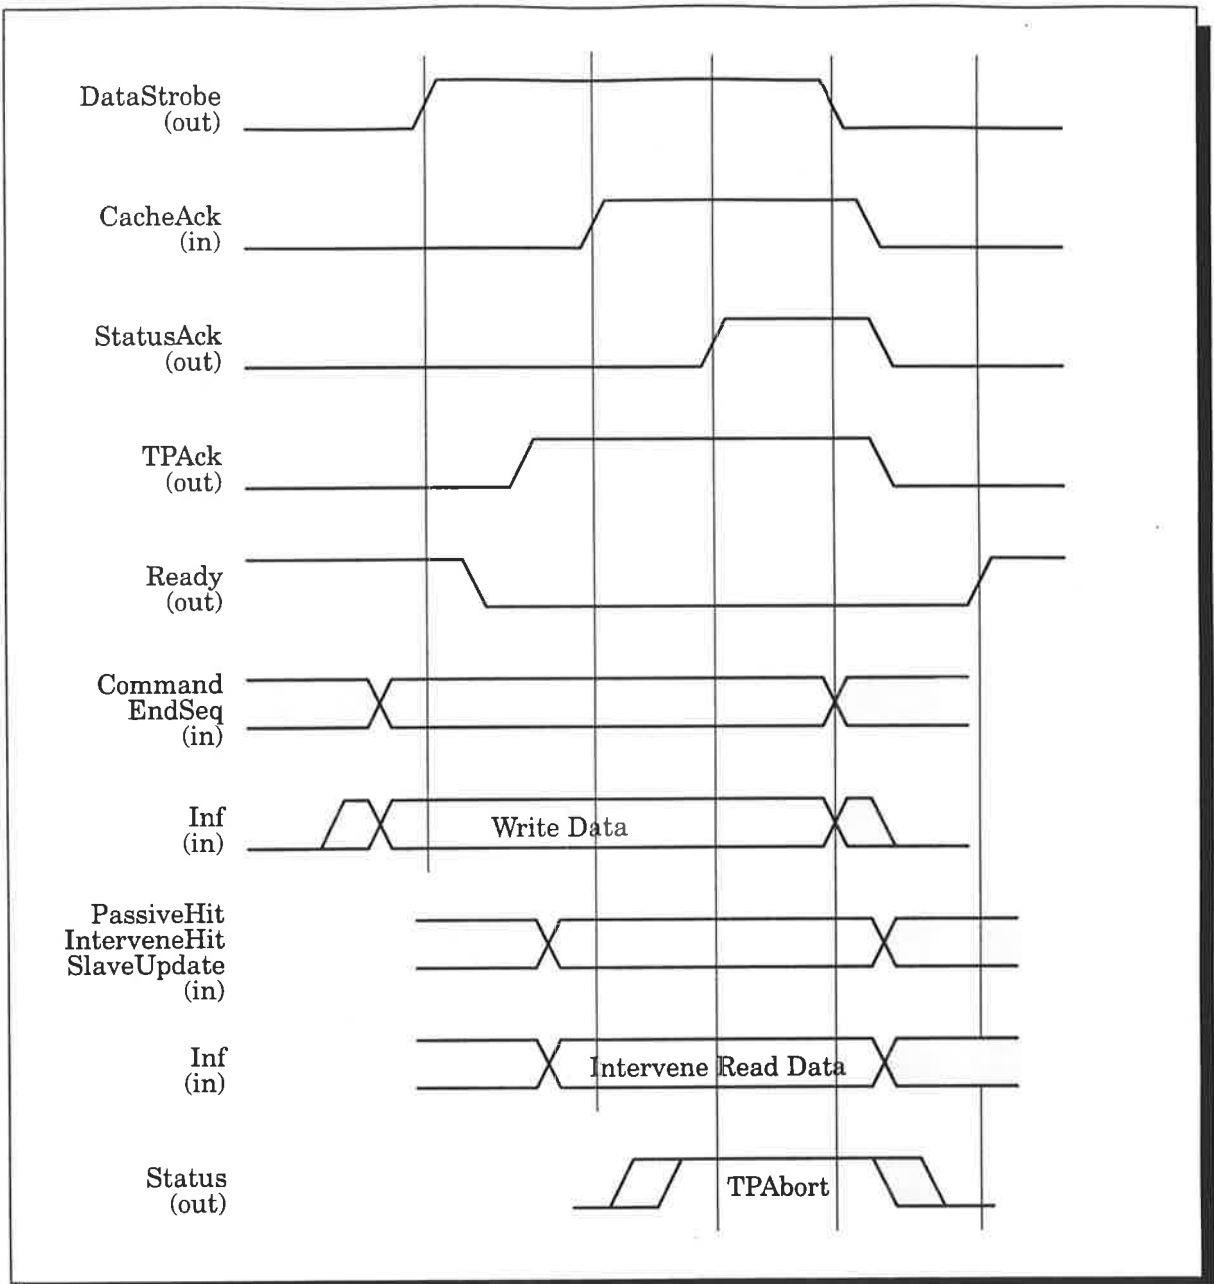 DataStrobe
(out)
CacheAck
(in)
StatusAck
(out)
TPAck
(out)
Ready
(out)
Command
EndSeq
(in)
Inf
(in)
Write Data
PassiveHit
InterveneHit
SlaveUpdate
(in)
Inf
(in)
Intervene Read Data
Status
(out)
TPAbort